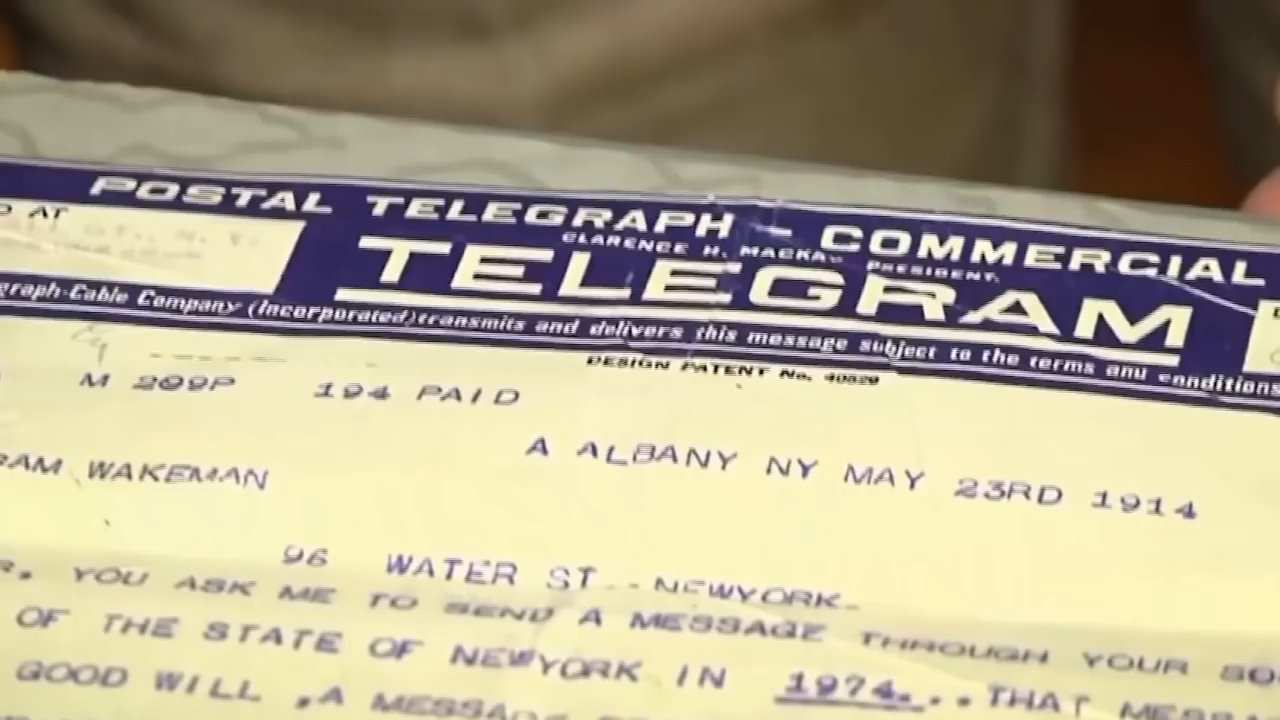 POSTAL TELEGRAPH - COMMERCIAL
CLARENCE H. MACKAY PRESIDENT.
AT
TELEGRAM
graph-Cable Company (Incorporated) transmits and delivers this message subject to the terms and conditions
DESIGN PATENT No. 40529
M 209P 194 PAID
A ALBANY NY MAY 23RD 1914
RAM WAKEMAN
96 WATER ST -- NEWYORK-
R. YOU ASK ME TO SEND A MESSAGE THROUGH YOUR SO
OF THE STATE OF NEWYORK IN 1974...THAT MESSA
GOOD WILL ,A MESSAGE